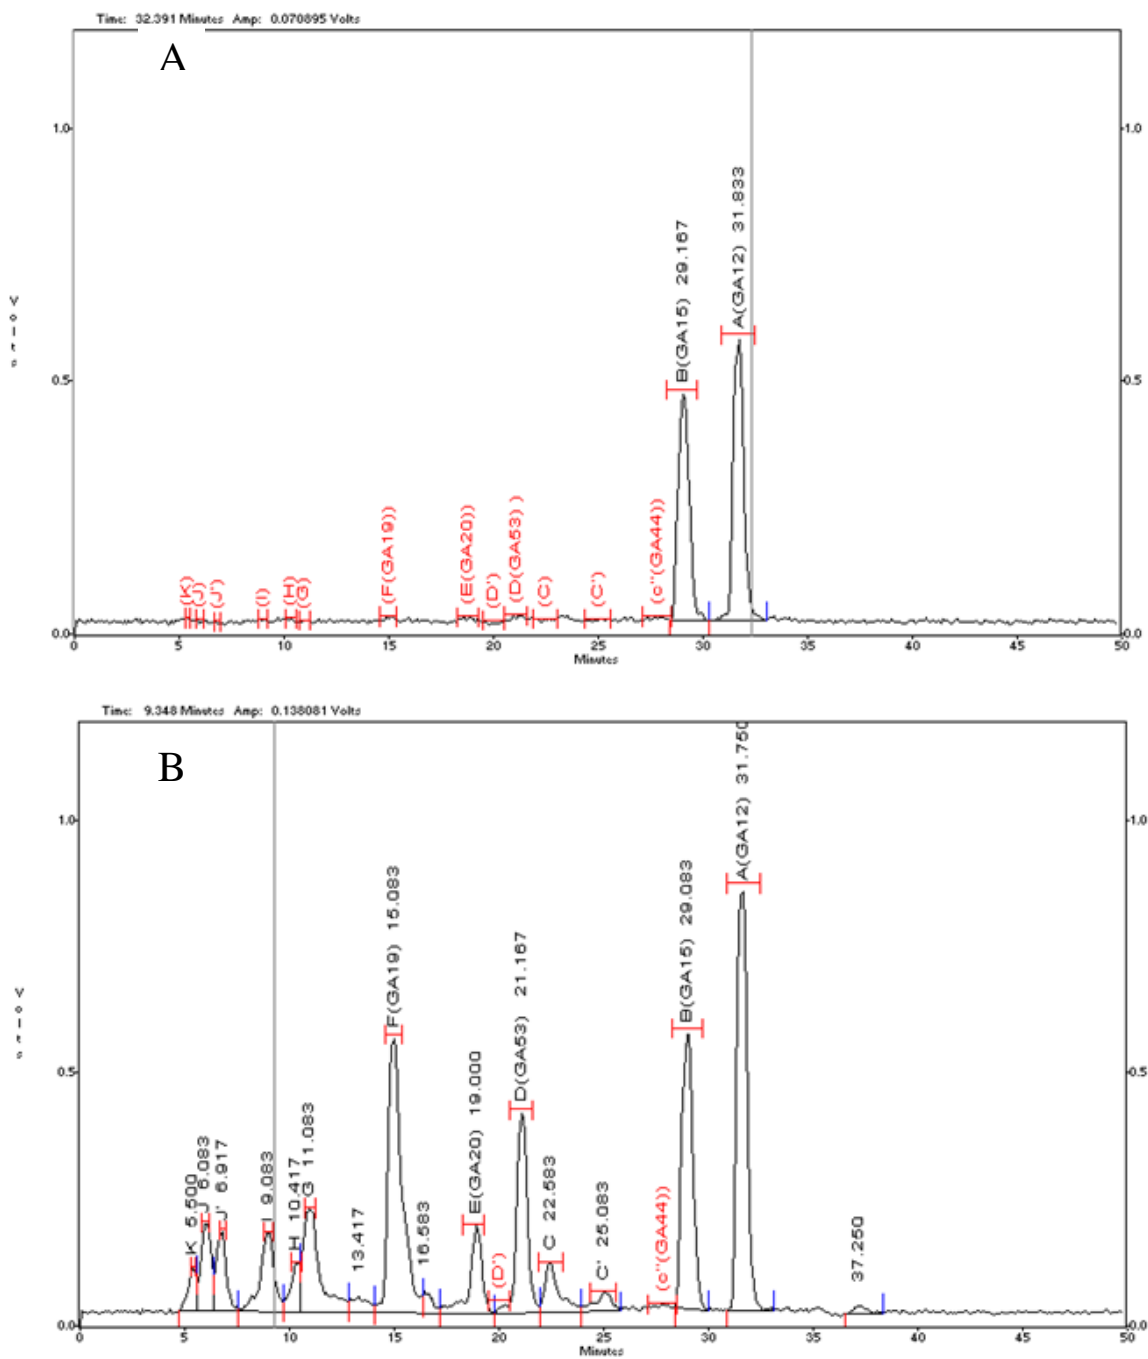 Time: 32.391 Minutes Amp: 0.070895 Volts
A
Volts
1.0
0.5
0.0
1.0
0.5
0.0
(K)
(J)
(J')
(I)
(H)
(G)
(F(GA19))
(E(GA20))
(D')
(D(GA53) )
(C)
(C')
(c"(GA44))
B(GA15) 29.167
A(GA12) 31.833
0 5 10 15 20 25 30 35 40 45 50
Minutes
Time: 9.348 Minutes Amp: 0.138081 Volts
B
Volts
1.0
0.5
0.0
1.0
0.5
0.0
K 5.500
J 6.083
J' 6.917
I 9.083
H 10.417
G 11.083
13.417
F(GA19) 15.083
16.583
E(GA20) 19.000
(D')
D(GA53) 21.167
C 22.583
C' 25.083
(c"(GA44))
B(GA15) 29.083
A(GA12) 31.750
37.250
0 5 10 15 20 25 30 35 40 45 50
Minutes